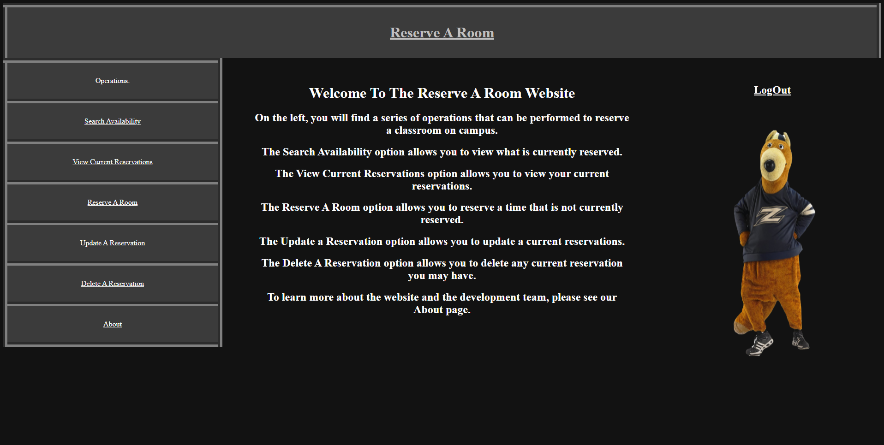 Reserve A Room
Operations
Search Availability
View Current Reservations
Reserve A Room
Update A Reservation
Delete A Reservation
About
Welcome To The Reserve A Room Website
On the left, you will find a series of operations that can be performed to reserve
a classroom on campus.
The Search Availability option allows you to view what is currently reserved.
The View Current Reservations option allows you to view your current
reservations.
The Reserve A Room option allows you to reserve a time that is not currently
reserved.
The Update a Reservation option allows you to update a current reservations.
The Delete A Reservation option allows you to delete any current reservation
you may have.
To learn more about the website and the development team, please see our
About page.
LogOut
Z